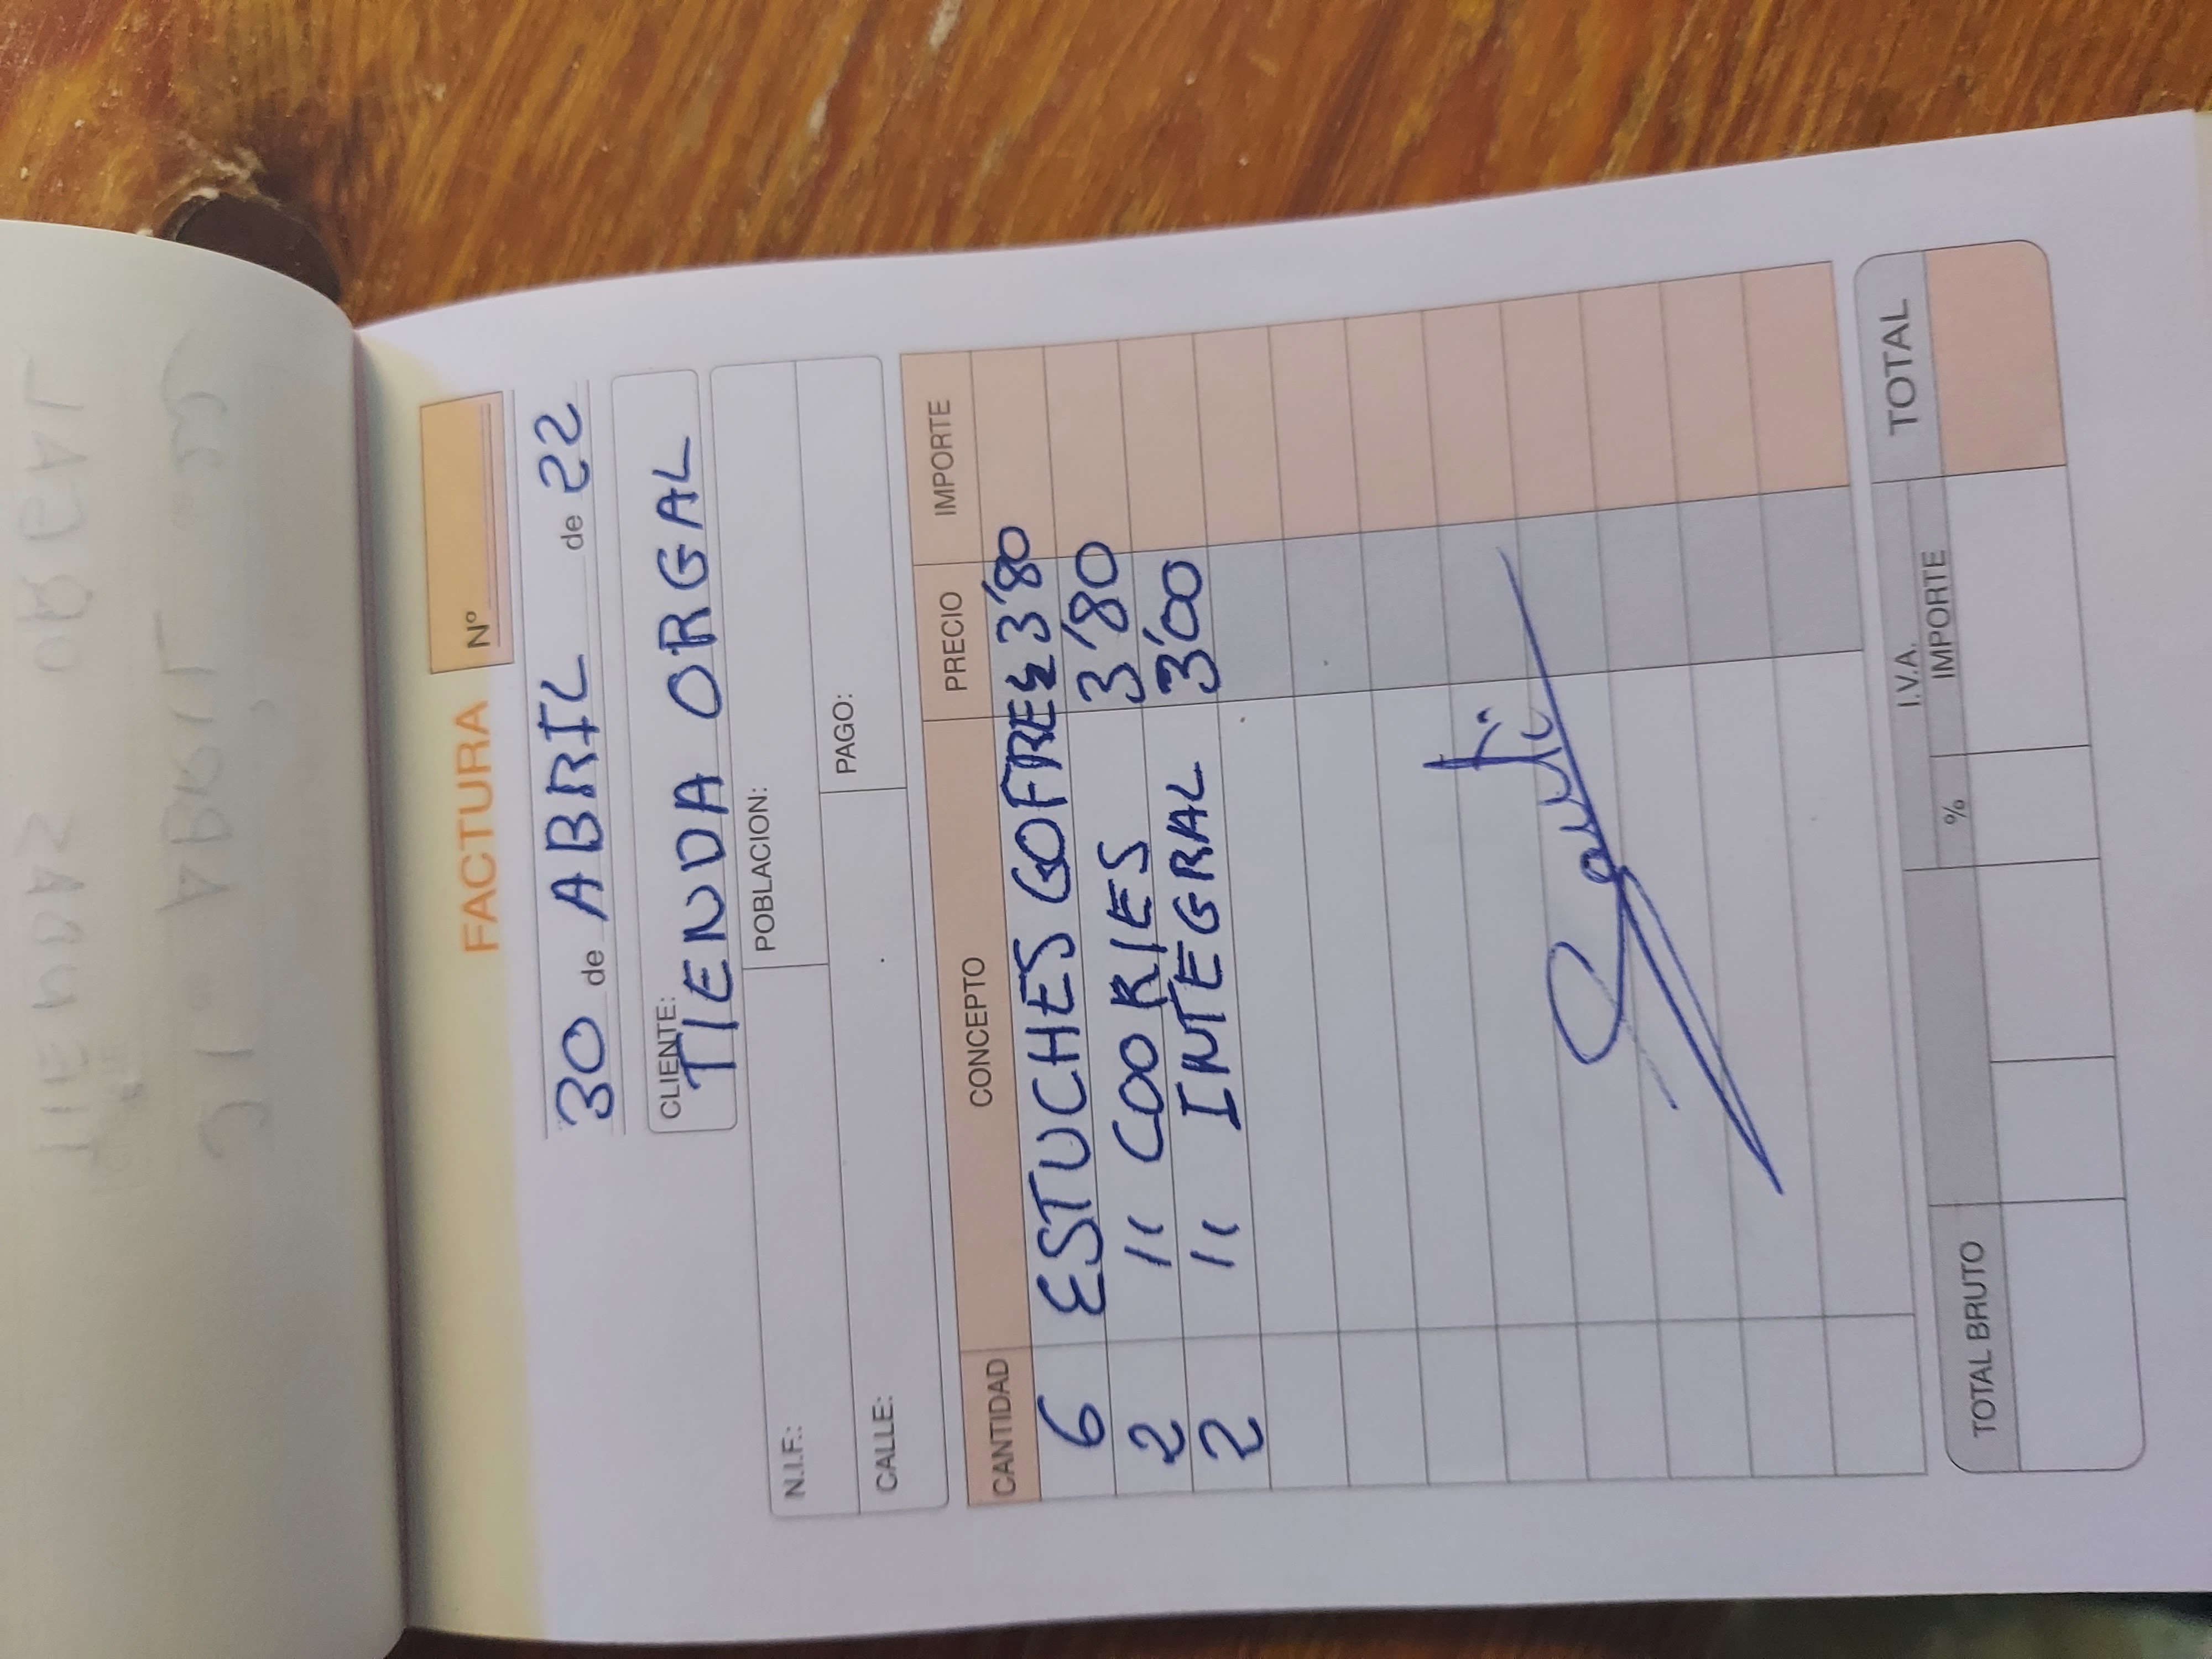 FACTURA Nº
30 de ABRIL de 22
CLIENTE:
TIENDA ORGAL
N.I.F.: POBLACION:
CALLE: PAGO:
CANTIDAD CONCEPTO PRECIO IMPORTE
6 ESTUCHES GOFRES 3'80
2 " COOKIES 3'80
2 " INTEGRAL 3'00
TOTAL BRUTO I.V.A. TOTAL
% IMPORTE